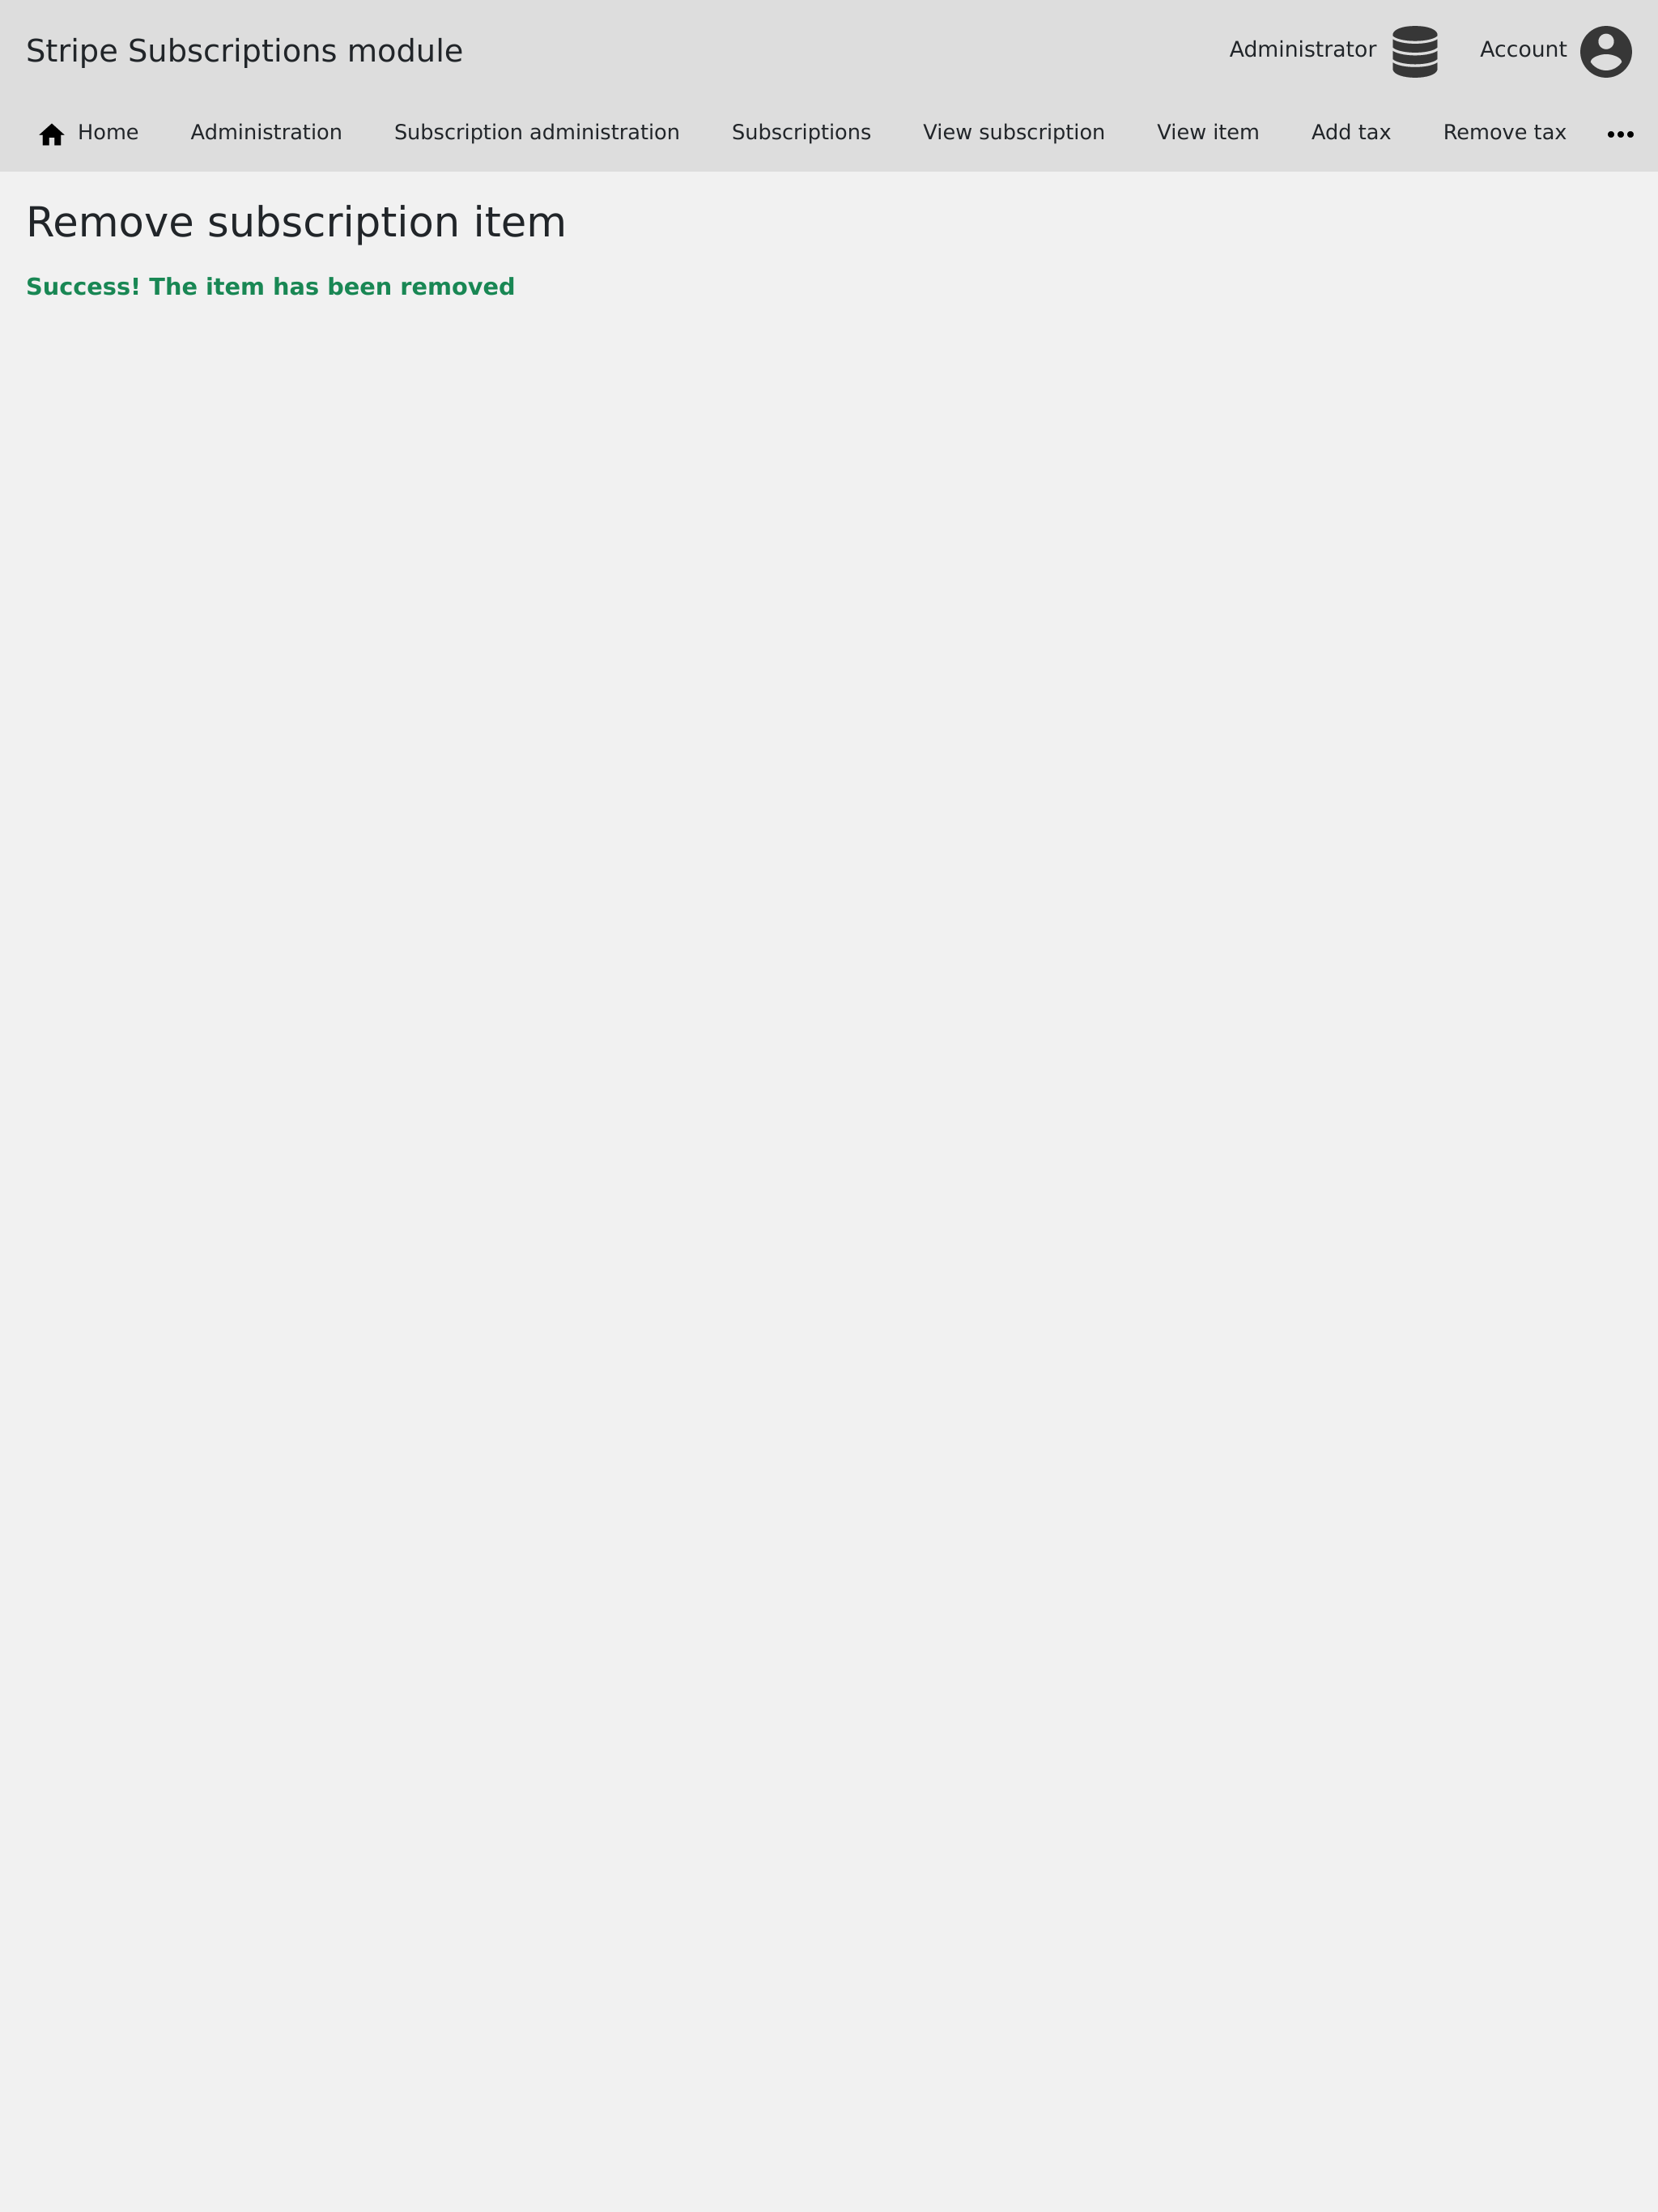 Stripe Subscriptions module
Administrator
Account
Home
Administration
Subscription administration
Subscriptions
View subscription
View item
Add tax
Remove tax
Remove subscription item
Success! The item has been removed